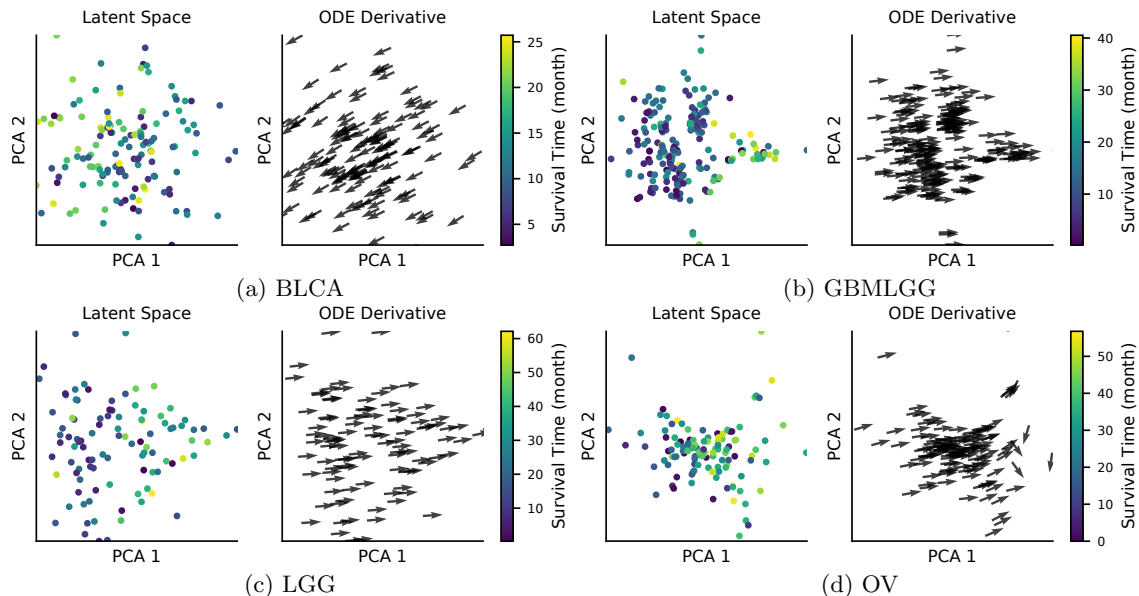 Latent Space
ODE Derivative
PCA 2
PCA 2
PCA 1
PCA 1
25
20
15
10
5
Survival Time (month)
(a) BLCA
Latent Space
ODE Derivative
PCA 2
PCA 2
PCA 1
PCA 1
40
30
20
10
Survival Time (month)
(b) GBMLGG
Latent Space
ODE Derivative
PCA 2
PCA 2
PCA 1
PCA 1
60
50
40
30
20
10
Survival Time (month)
(c) LGG
Latent Space
ODE Derivative
PCA 2
PCA 2
PCA 1
PCA 1
50
40
30
20
10
0
Survival Time (month)
(d) OV